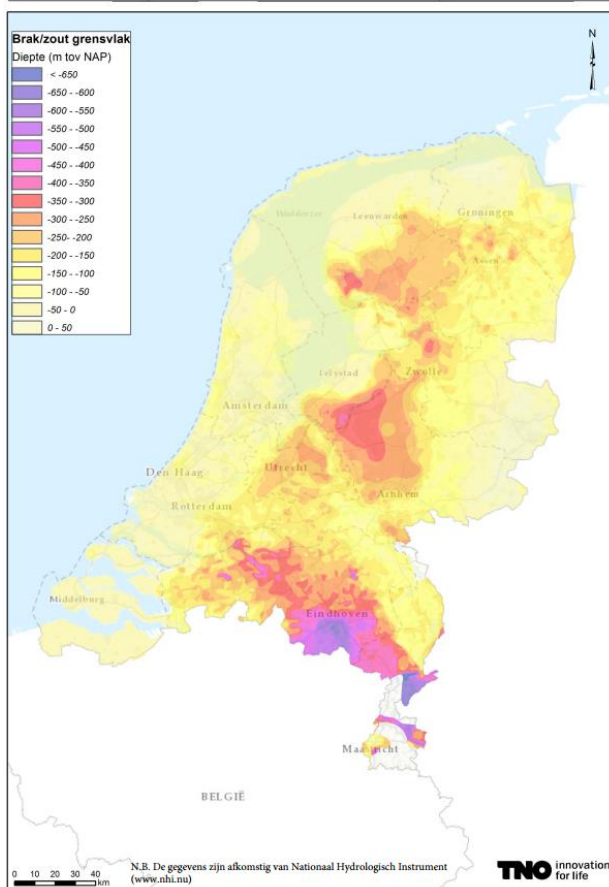 Brak/zout grensvlak
Diepte (m tov NAP)
< -650
-650 - -600
-600 - -550
-550 - -500
-500 - -450
-450 - -400
-400 - -350
-350 - -300
-300 - -250
-250- -200
-200 - -150
-150 - -100
-100 - -50
-50 - 0
0 - 50
N
Leeuwarden
Groningen
Assen
Zwolle
Lelystad
Amsterdam
Utrecht
Den Haag
Rotterdam
Arnhem
Middelburg
Eindhoven
Maastricht
BELGIË
0 10 20 30 40
km
N.B. De gegevens zijn afkomstig van Nationaal Hydrologisch Instrument
(www.nhi.nu)
TNO innovation
for life